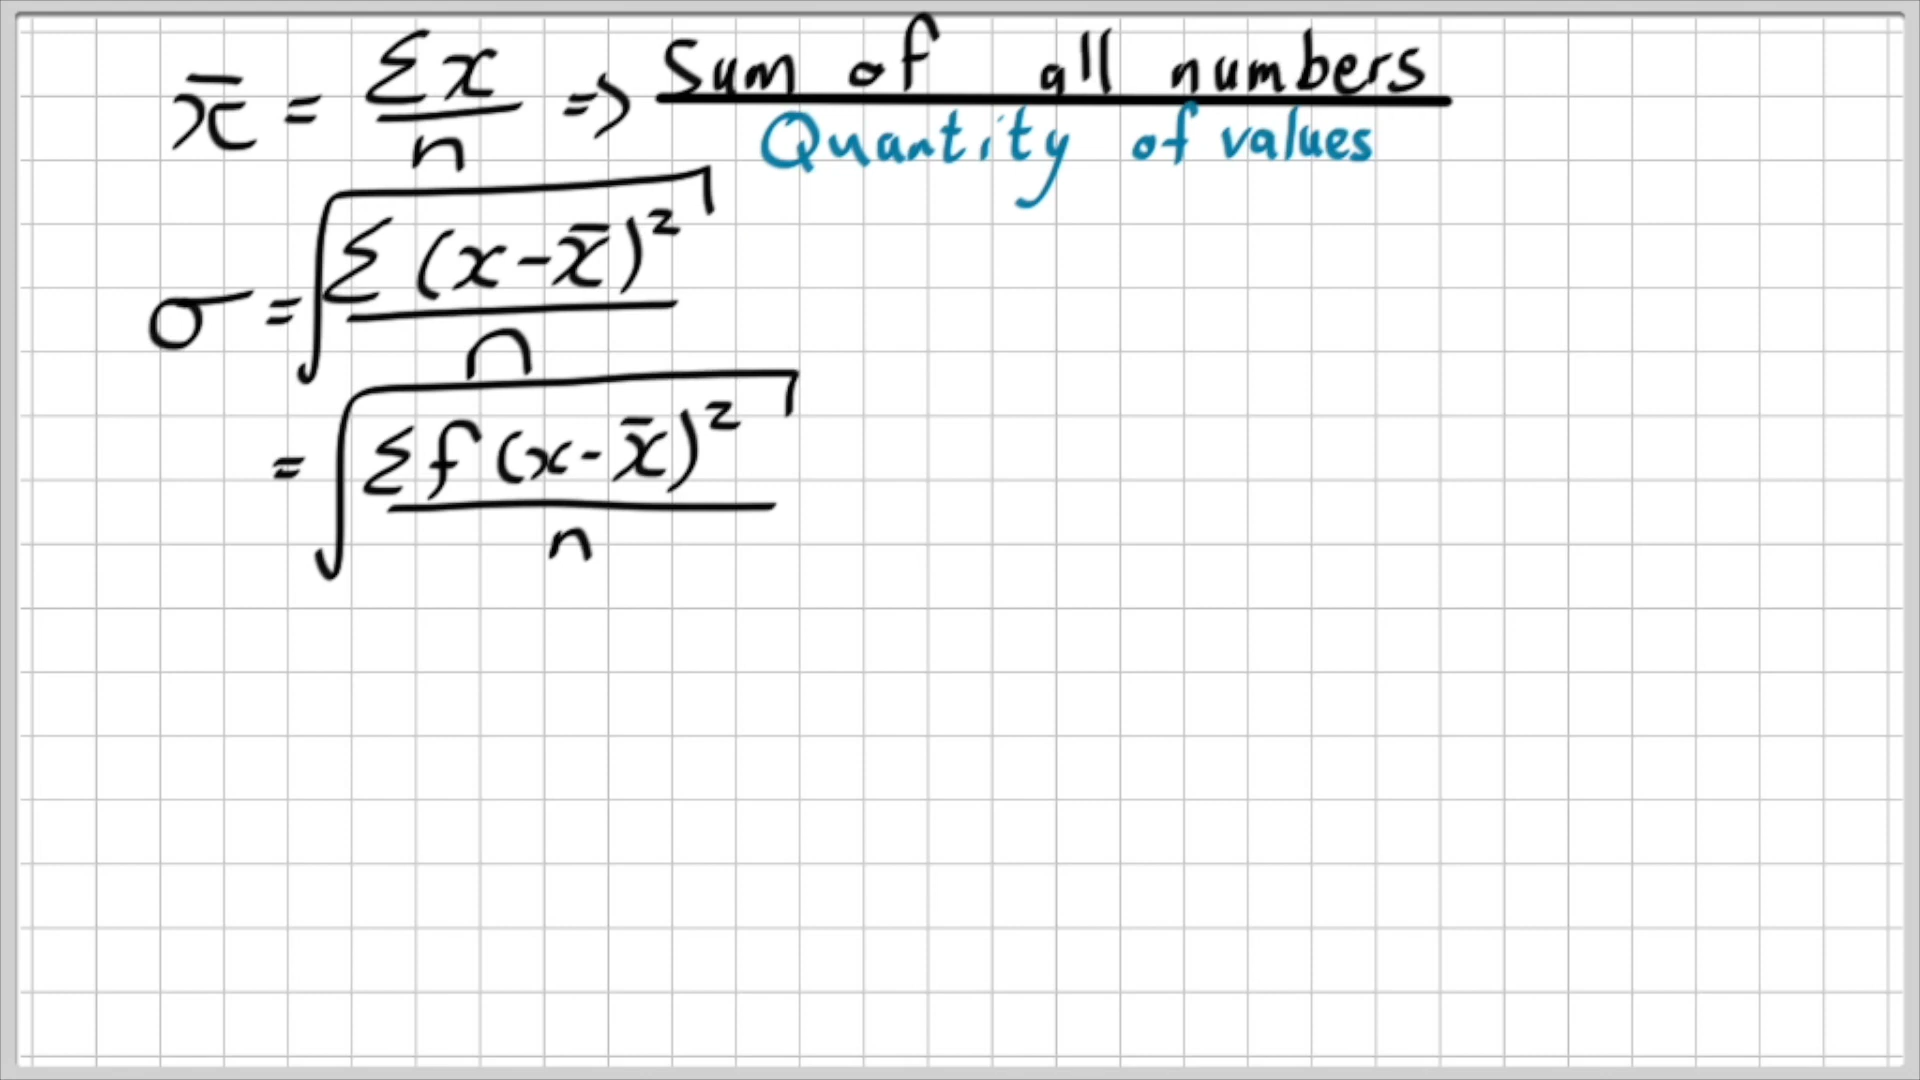 x̄ = Σx / n => Sum of all numbers / Quantity of values
σ = √(Σ (x - x̄)² / n)
= √(Σf (x - x̄)² / n)